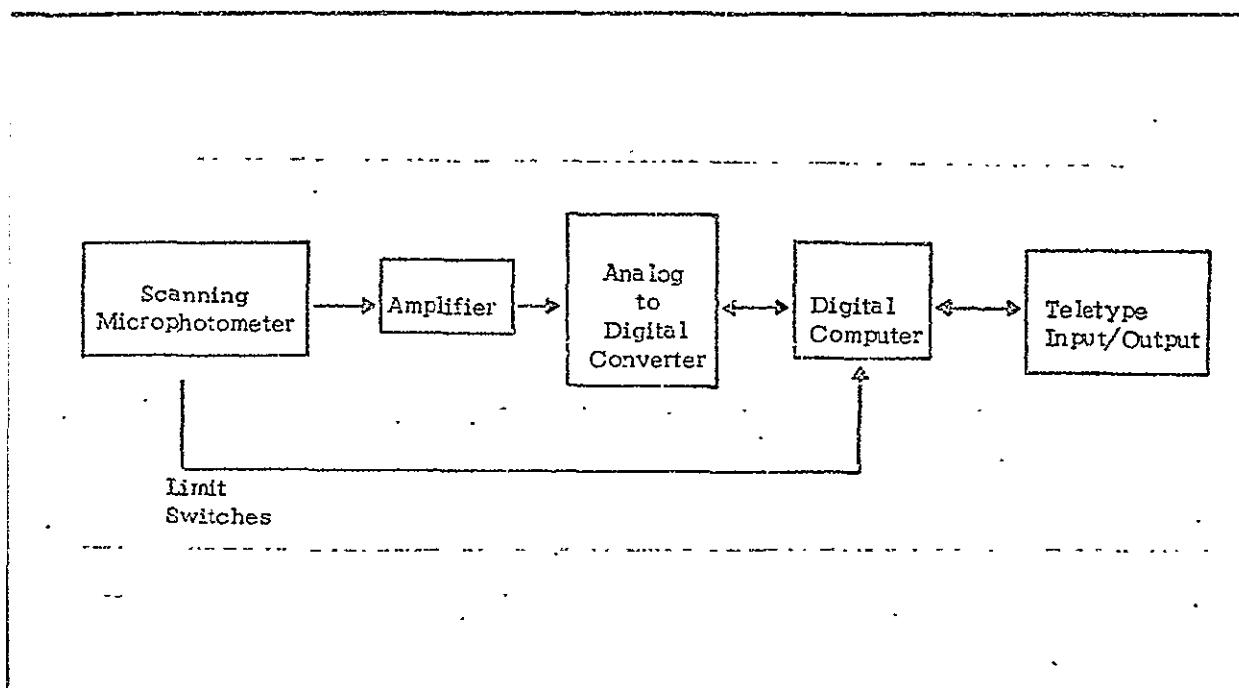 Scanning
Microphotometer
Amplifier
Analog
to
Digital
Converter
Digital
Computer
Teletype
Input/Output
Limit
Switches